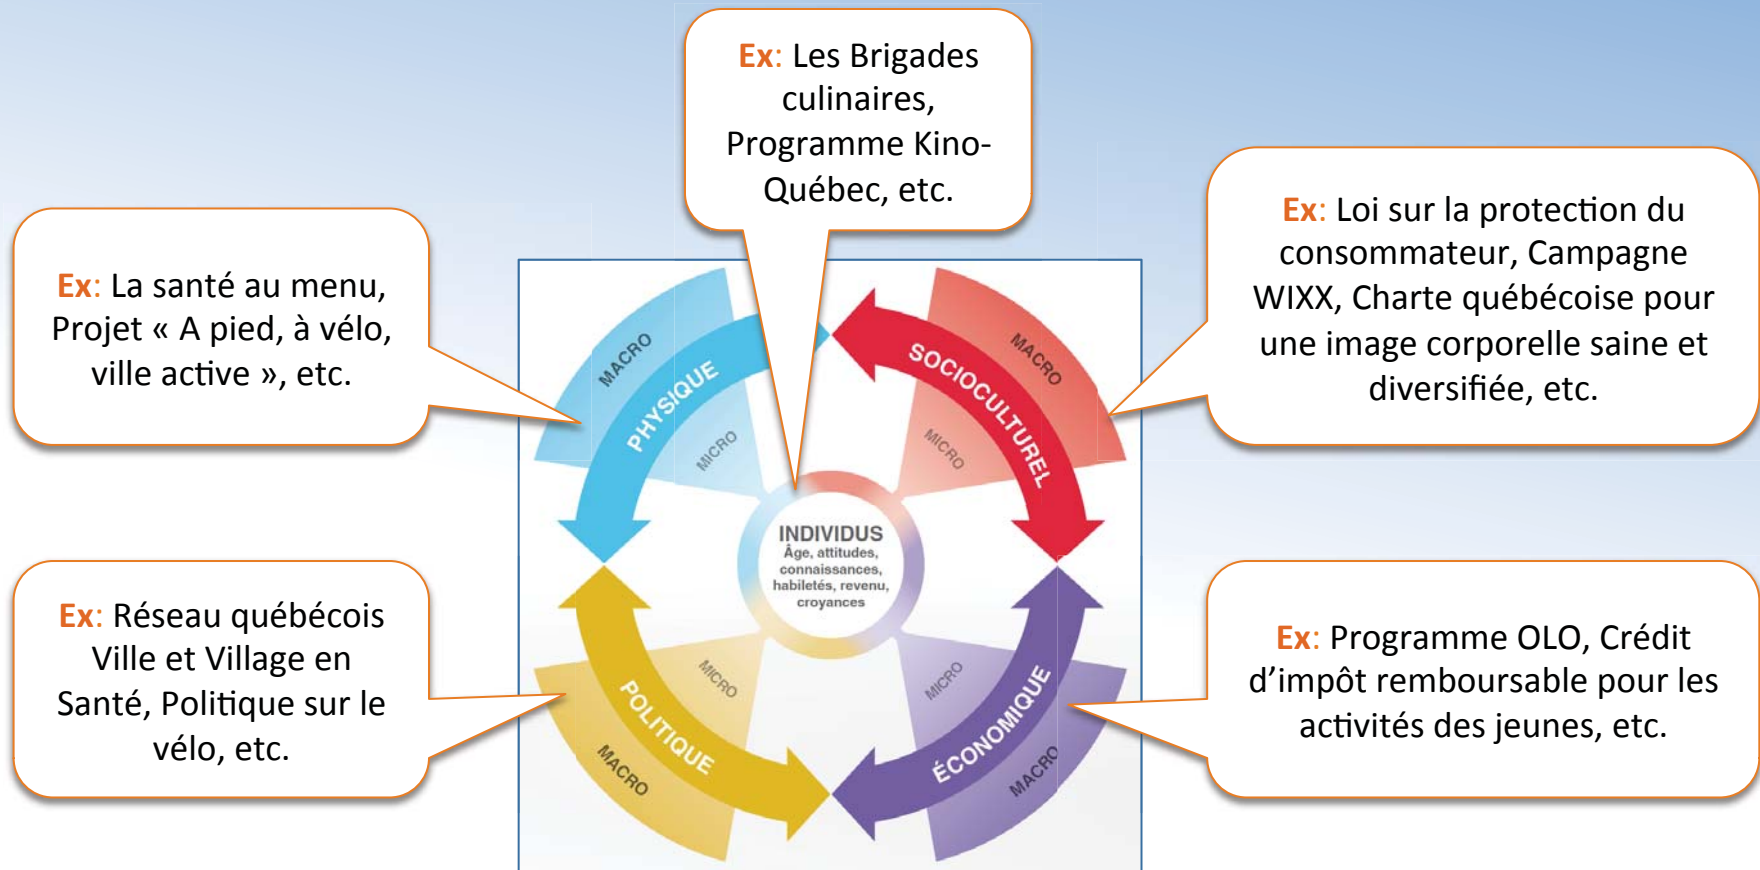 Ex: Les Brigades
culinaires,
Programme Kino-
Québec, etc.
Ex: La santé au menu,
Projet « A pied, à vélo,
ville active », etc.
Ex: Loi sur la protection du
consommateur, Campagne
WIXX, Charte québécoise pour
une image corporelle saine et
diversifiée, etc.
MACRO
PHYSIQUE
MICRO
MACRO
SOCIOCULTUREL
MICRO
INDIVIDUS
Âge, attitudes,
connaissances,
habiletés, revenu,
croyances
Ex: Réseau québécois
Ville et Village en
Santé, Politique sur le
vélo, etc.
MICRO
POLITIQUE
MACRO
MICRO
ÉCONOMIQUE
MACRO
Ex: Programme OLO, Crédit
d’impôt remboursable pour les
activités des jeunes, etc.